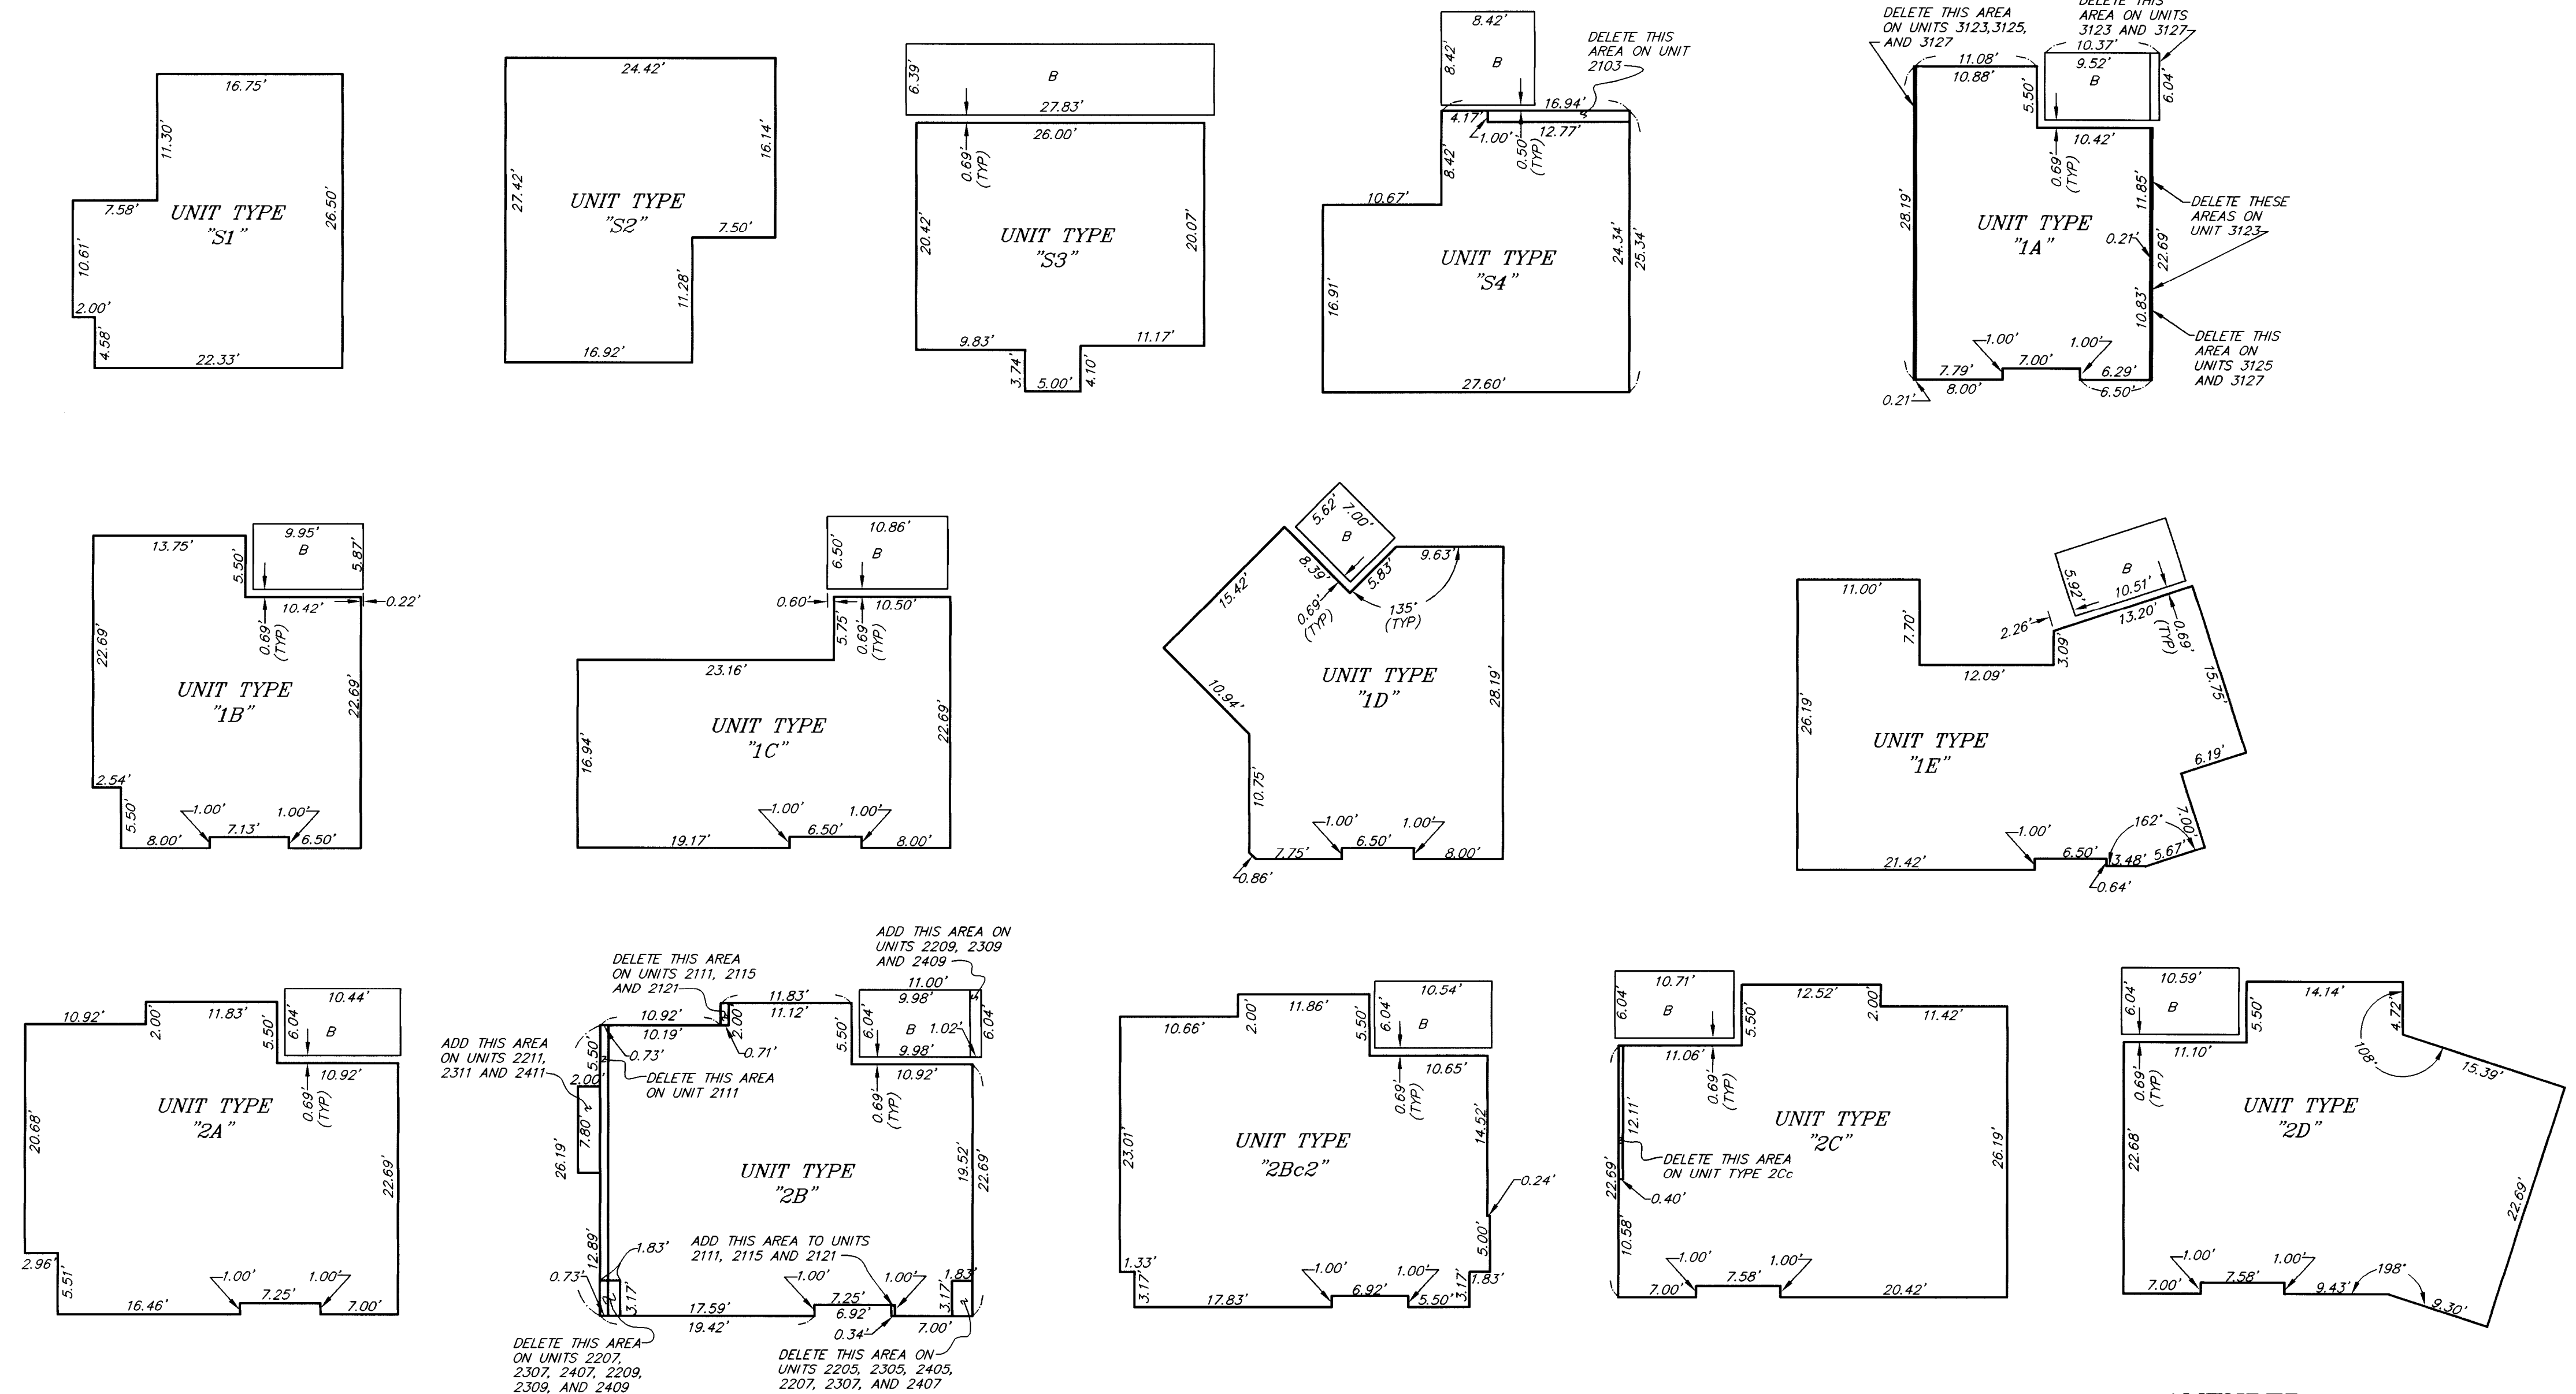 16.75'
11.30'
7.58'
UNIT TYPE
"S1"
26.50'
10.61'
2.00'
4.58'
22.33'
24.42'
27.42'
16.14'
UNIT TYPE
"S2"
7.50'
11.28'
16.92'
6.39'
B
27.83'
26.00'
0.69'
(TYP)
20.42'
20.07'
UNIT TYPE
"S3"
9.83'
11.17'
3.74'
5.00'
4.10'
8.42'
8.42'
B
DELETE THIS
AREA ON UNIT
2103
16.94'
4.17'
1.00'
12.77'
0.50'
(TYP)
8.42'
10.67'
UNIT TYPE
"S4"
24.34'
25.34'
16.91'
27.60'
DELETE THIS AREA
ON UNITS 3123,3125,
AND 3127
DELETE THIS
AREA ON UNITS
3123 AND 3127
11.08'
10.88'
10.37'
9.52'
B
6.04'
5.50'
10.42'
0.69'
(TYP)
28.19'
UNIT TYPE
"1A"
11.85'
0.21'
22.69'
10.83'
DELETE THESE
AREAS ON
UNIT 3123
DELETE THIS
AREA ON
UNITS 3125
AND 3127
1.00'
7.00'
1.00'
7.79'
8.00'
6.29'
6.50'
0.21'
9.95'
B
5.87'
13.75'
5.50'
10.42'
0.22'
0.69'
(TYP)
22.69'
UNIT TYPE
"1B"
22.69'
2.54'
5.50'
1.00'
7.13'
1.00'
8.00'
6.50'
10.86'
6.50'
B
0.60'
10.50'
5.75'
0.69'
(TYP)
23.16'
16.94'
UNIT TYPE
"1C"
22.69'
1.00'
6.50'
1.00'
19.17'
8.00'
5.62'
7.00'
B
8.39'
5.83'
9.63'
15.42'
0.69'
(TYP)
135°
(TYP)
10.94'
UNIT TYPE
"1D"
28.19'
10.75'
1.00'
6.50'
1.00'
7.75'
8.00'
0.86'
B
5.92'
10.51'
13.20'
2.26'
11.00'
7.70'
3.09'
0.69'
(TYP)
12.09'
15.75'
26.19'
UNIT TYPE
"1E"
6.19'
7.00'
162°
1.00'
6.50'
3.48'
5.67'
21.42'
0.64'
10.44'
6.04'
B
11.83'
10.92'
2.00'
5.50'
10.92'
0.69'
(TYP)
UNIT TYPE
"2A"
20.68'
22.69'
2.96'
5.51'
1.00'
7.25'
1.00'
16.46'
7.00'
ADD THIS AREA ON
UNITS 2209, 2309
AND 2409
DELETE THIS AREA
ON UNITS 2111, 2115
AND 2121
11.00'
9.98'
6.04'
B
1.02'
6.04'
9.98'
11.83'
11.12'
10.92'
10.19'
2.00'
5.50'
0.71'
0.73'
ADD THIS AREA
ON UNITS 2211,
2311 AND 2411
5.50'
DELETE THIS AREA
ON UNIT 2111
10.92'
0.69'
(TYP)
2.00'
7.80'
26.19'
UNIT TYPE
"2B"
19.52'
22.69'
12.89'
1.83'
ADD THIS AREA TO UNITS
2111, 2115 AND 2121
0.73'
3.17'
1.00'
7.25'
6.92'
1.00'
1.83'
3.17'
17.59'
19.42'
0.34'
7.00'
DELETE THIS AREA
ON UNITS 2207,
2307, 2407, 2209,
2309, AND 2409
DELETE THIS AREA ON
UNITS 2205, 2305, 2405,
2207, 2307, AND 2407
10.54'
6.04'
B
11.86'
10.66'
2.00'
5.50'
10.65'
0.69'
(TYP)
23.01'
UNIT TYPE
"2Bc2"
14.52'
0.24'
5.00'
1.33'
3.17'
1.00'
6.92'
1.00'
3.17'
1.83'
17.83'
5.50'
10.71'
6.04'
B
12.52'
5.50'
2.00'
11.42'
11.06'
0.69'
(TYP)
12.11'
UNIT TYPE
"2C"
26.19'
DELETE THIS AREA
ON UNIT TYPE 2Cc
22.69'
0.40'
10.58'
1.00'
7.58'
1.00'
7.00'
20.42'
10.59'
6.04'
B
14.14'
5.50'
4.72'
11.10'
0.69'
(TYP)
108°
15.39'
UNIT TYPE
"2D"
22.68'
22.69'
1.00'
7.58'
1.00'
7.00'
9.43'
198°
9.30'